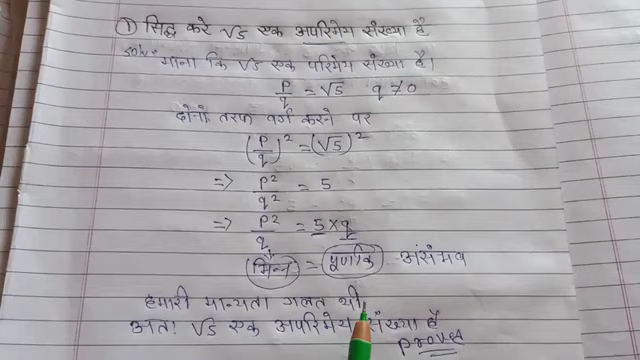 ① सिद्ध करे √5 एक अपरिमेय संख्या है
Solve माना कि √5 एक परिमेय संख्या है।
p/q = √5 q ≠ 0
दोनों तरफ वर्ग करने पर
(p/q)² = (√5)²
=> p²/q² = 5
=> p²/q = 5 × q
भिन्न = पूर्णांक असंभव
हमारी मान्यता गलत थी
अतः √5 एक अपरिमेय संख्या है
proved